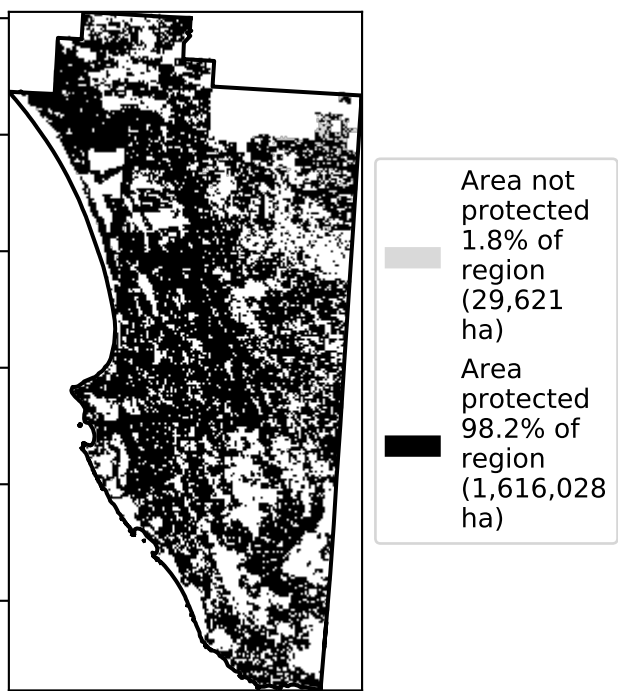 Area not
protected
1.8% of
region
(29,621
ha)
Area
protected
98.2% of
region
(1,616,028
ha)